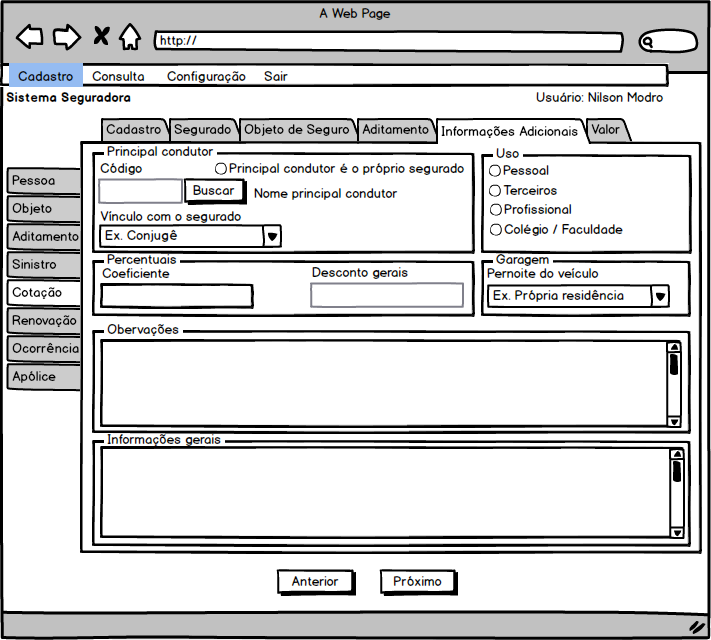 A Web Page
http://
Cadastro Consulta Configuração Sair
Sistema Seguradora Usuário: Nilson Modro
Cadastro Segurado Objeto de Seguro Aditamento Informações Adicionais Valor
Pessoa
Objeto
Aditamento
Sinistro
Cotação
Renovação
Ocorrência
Apólice
Principal condutor
Código Principal condutor é o próprio segurado
Buscar Nome principal condutor
Vínculo com o segurado
Ex. Conjugê
Uso
Pessoal
Terceiros
Profissional
Colégio / Faculdade
Percentuais
Coeficiente Desconto gerais
Garagem
Pernoite do veículo
Ex. Própria residência
Obervações
Informações gerais
Anterior Próximo